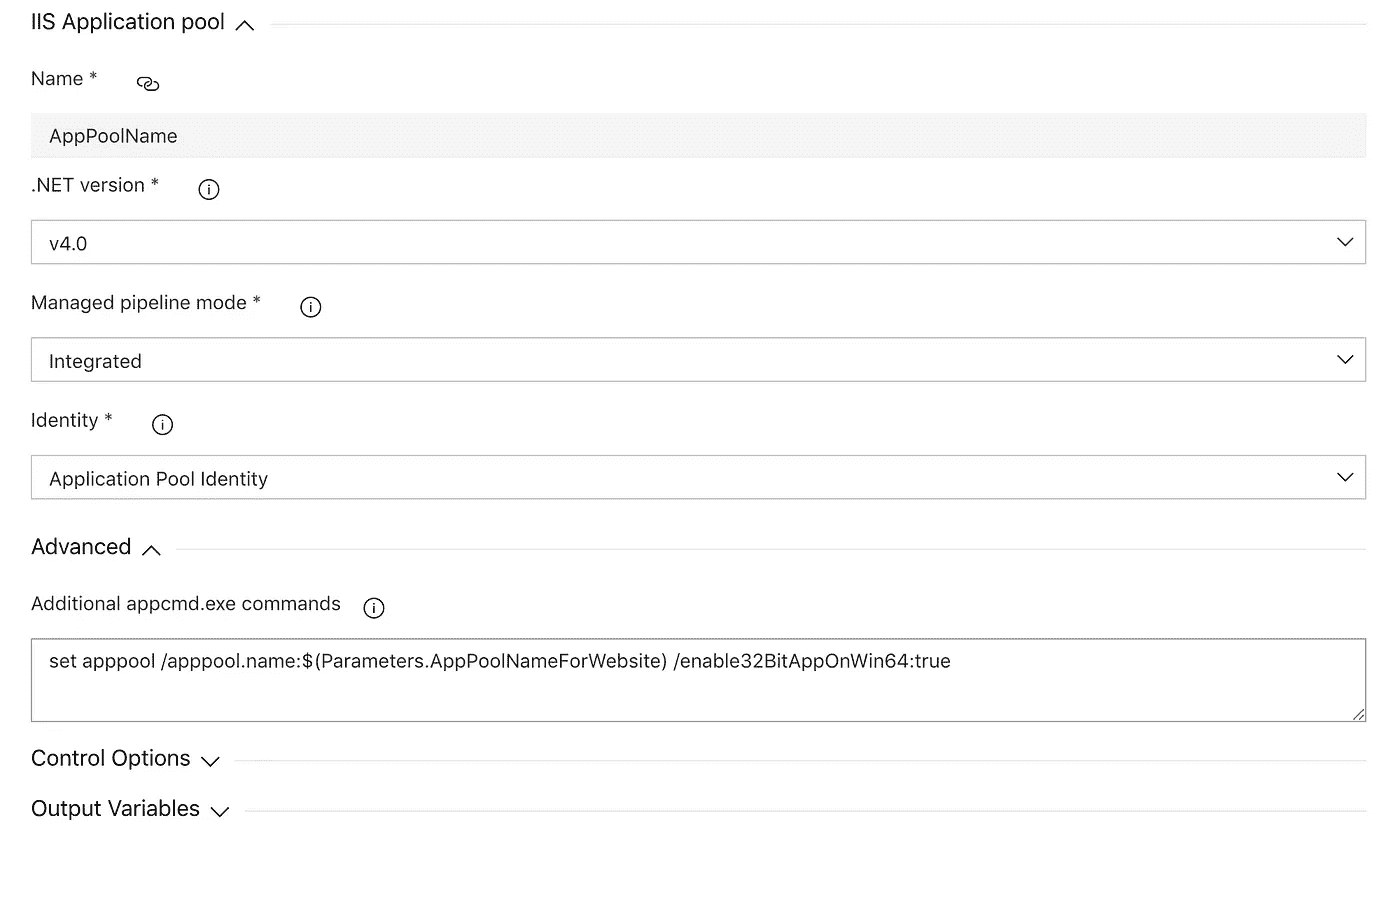 IIS Application pool
Name *
AppPoolName
.NET version *
v4.0
Managed pipeline mode *
Integrated
Identity *
Application Pool Identity
Advanced
Additional appcmd.exe commands
set apppool /apppool.name:$(Parameters.AppPoolNameForWebsite) /enable32BitAppOnWin64:true
Control Options
Output Variables